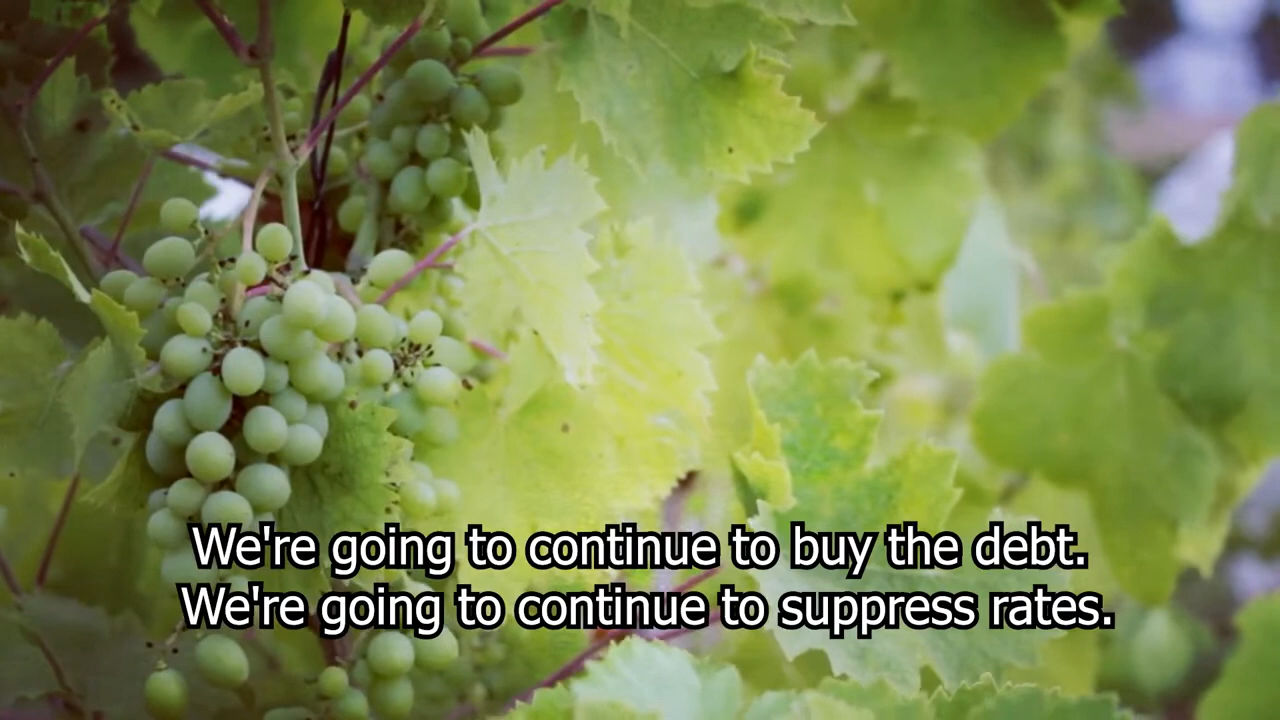 We're going to continue to buy the debt.
We're going to continue to suppress rates.